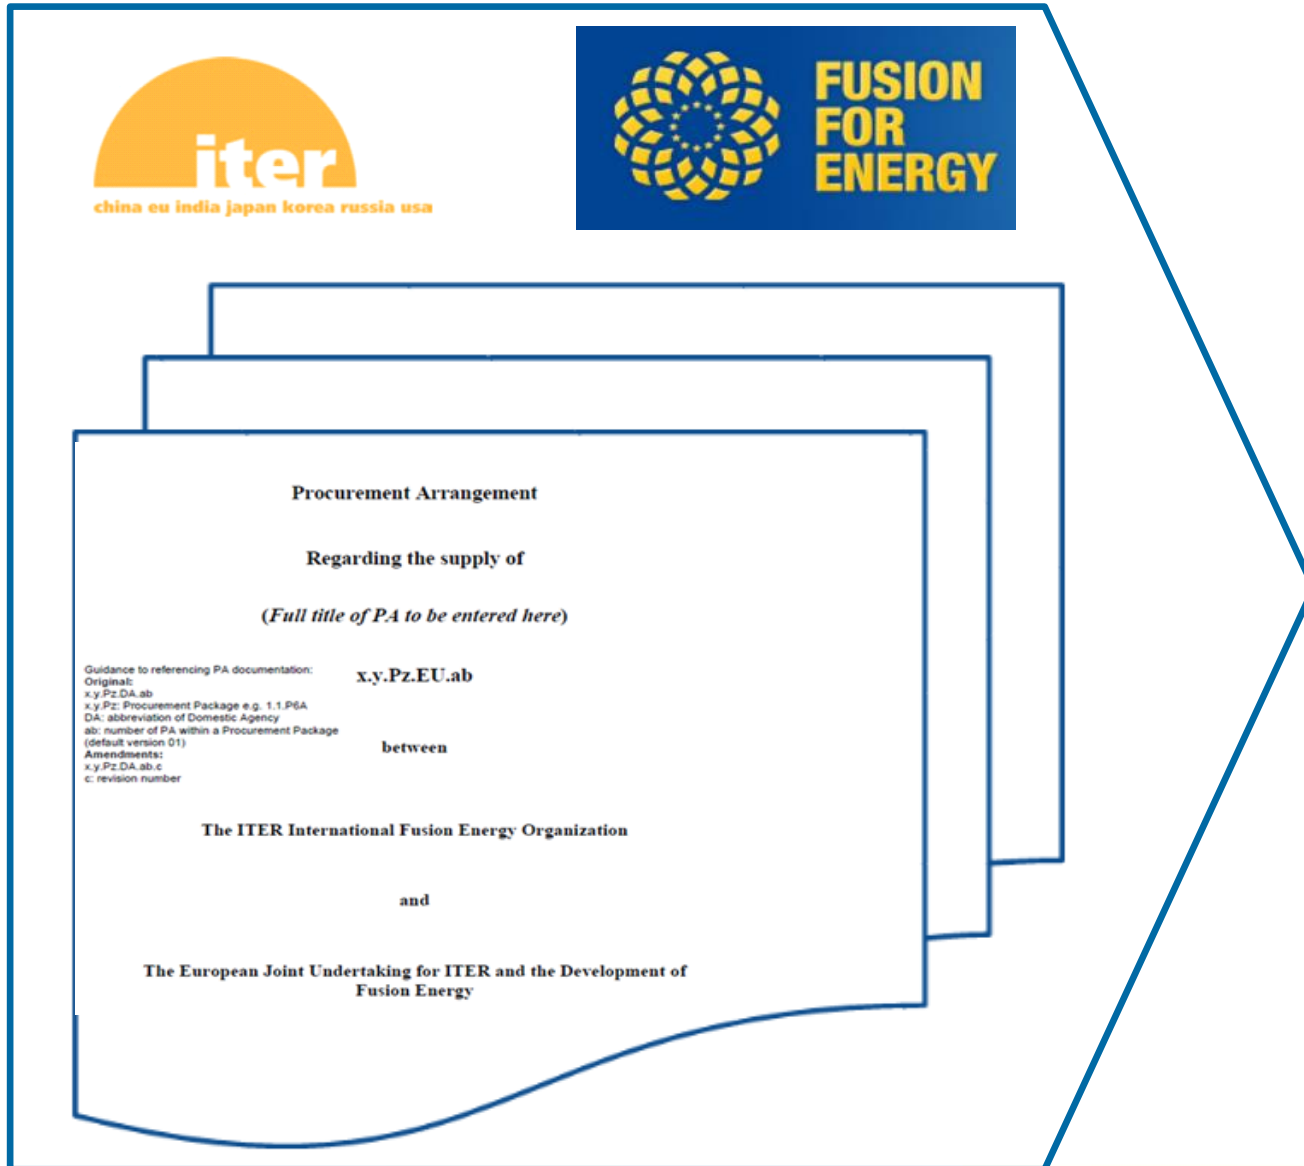 iter
china eu india japan korea russia usa
FUSION
FOR
ENERGY
Procurement Arrangement
Regarding the supply of
(Full title of PA to be entered here)
x.y.Pz.EU.ab
Guidance to referencing PA documentation:
Original:
x.y.Pz.DA.ab
x.y.Pz: Procurement Package e.g. 1.1.P6A
DA: abbreviation of Domestic Agency
ab: number of PA within a Procurement Package
(default version 01)
Amendments:
x.y.Pz.DA.ab.c
c: revision number
between
The ITER International Fusion Energy Organization
and
The European Joint Undertaking for ITER and the Development of
Fusion Energy